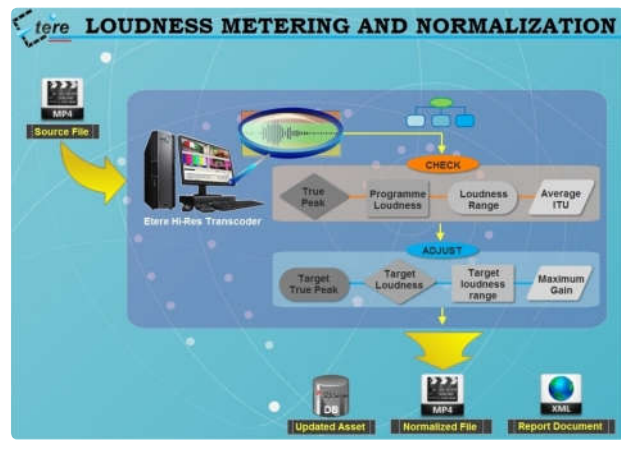 etere LOUDNESS METERING AND NORMALIZATION
MP4
Source File
Etere Hi-Res Transcoder
CHECK
True
Peak
Programme
Loudness
Loudness
Range
Average
ITU
ADJUST
Target
True Peak
Target
Loudness
Target
loudness
range
Maximum
Gain
DB
Updated Asset
MP4
Normalized File
XML
Report Document